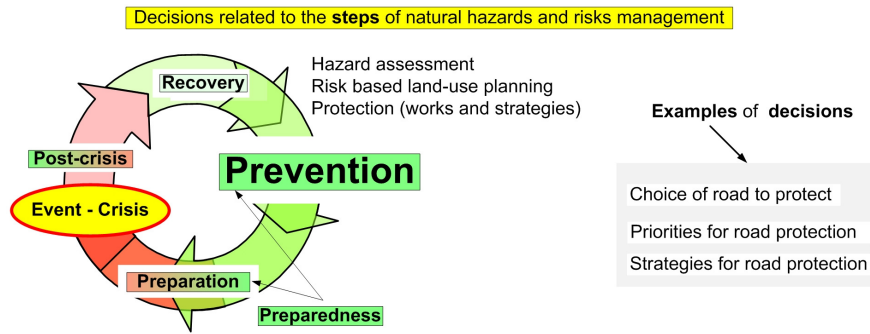 Decisions related to the steps of natural hazards and risks management
Recovery
Hazard assessment
Risk based land-use planning
Protection (works and strategies)
Examples of decisions
Post-crisis
Prevention
Event - Crisis
Choice of road to protect
Priorities for road protection
Strategies for road protection
Preparation
Preparedness